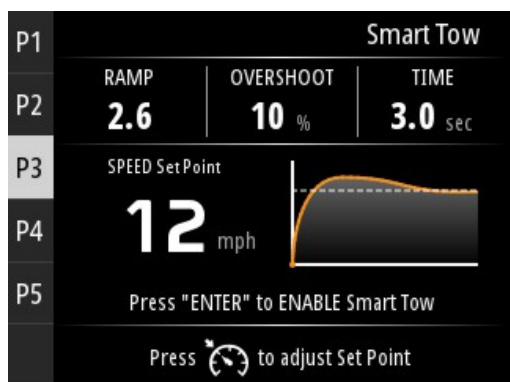 P1
Smart Tow
RAMP
OVERSHOOT
TIME
P2
2.6
10 %
3.0 sec
P3
SPEED Set Point
P4
12 mph
P5
Press "ENTER" to ENABLE Smart Tow
Press to adjust Set Point